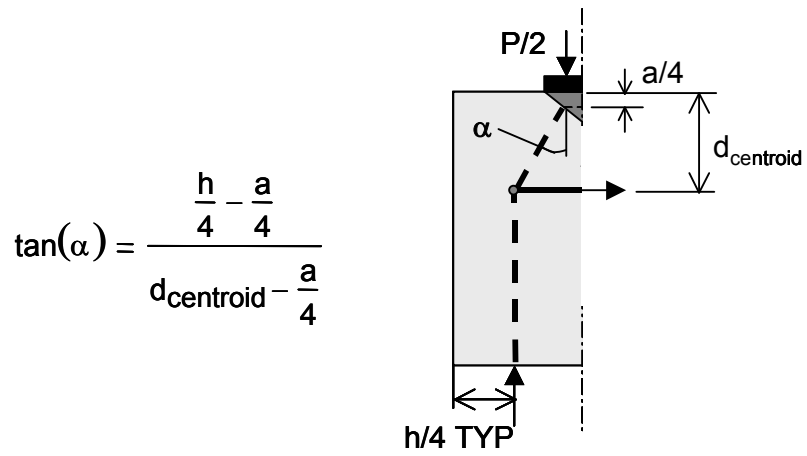 P/2
a/4
α
d_centroid
tan(α) = (h/4 - a/4) / (d_centroid - a/4)
h/4 TYP